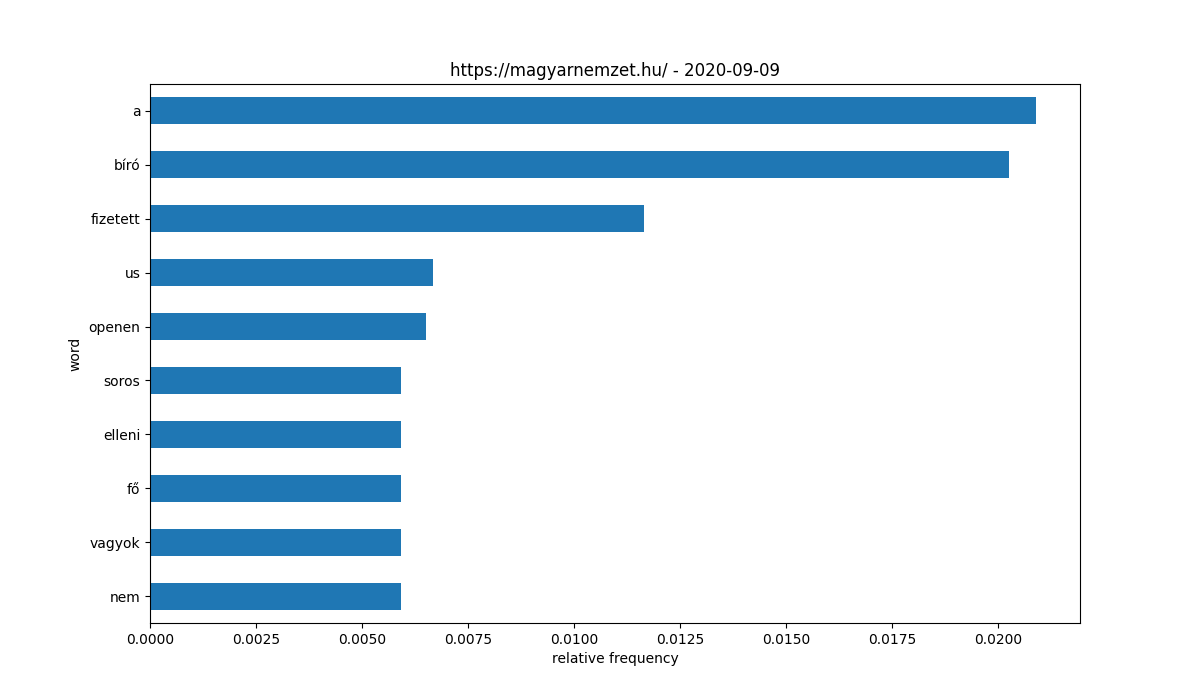 https://magyarnemzet.hu/ - 2020-09-09
a
bíró
fizetett
us
openen
soros
elleni
fő
vagyok
nem
word
0.0000 0.0025 0.0050 0.0075 0.0100 0.0125 0.0150 0.0175 0.0200
relative frequency